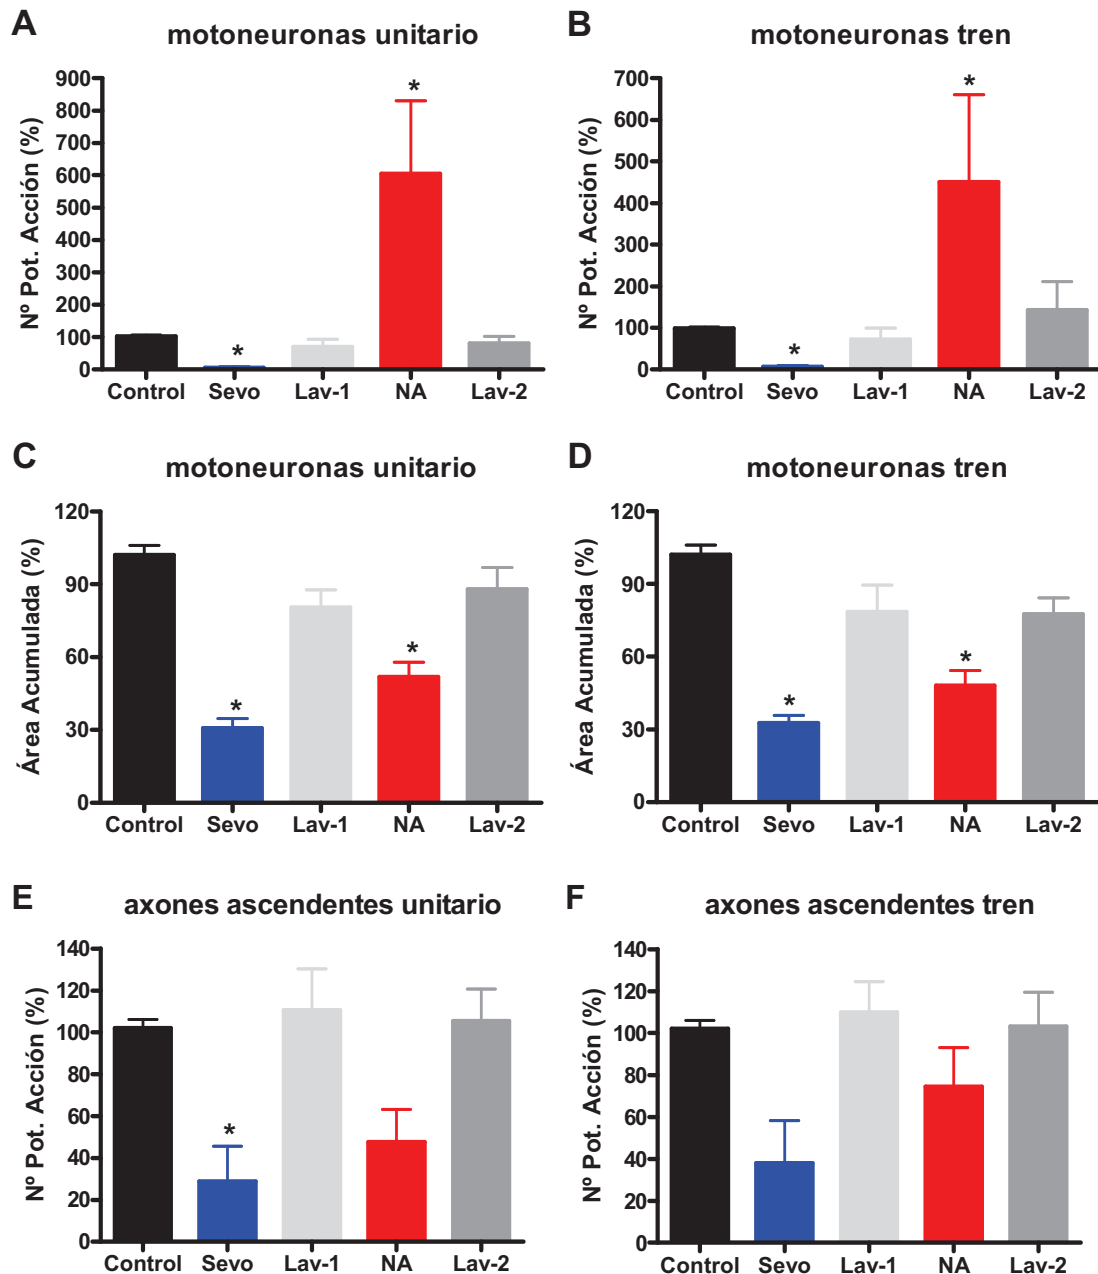 A
motoneuronas unitario
Nº Pot. Acción (%)
900
800
700
600
500
400
300
200
100
0
*
*
Control Sevo Lav-1 NA Lav-2
B
motoneuronas tren
Nº Pot. Acción (%)
700
600
500
400
300
200
100
0
*
*
Control Sevo Lav-1 NA Lav-2
C
motoneuronas unitario
Área Acumulada (%)
120
90
60
30
0
*
*
Control Sevo Lav-1 NA Lav-2
D
motoneuronas tren
Área Acumulada (%)
120
90
60
30
0
*
*
Control Sevo Lav-1 NA Lav-2
E
axones ascendentes unitario
Nº Pot. Acción (%)
140
120
100
80
60
40
20
0
*
Control Sevo Lav-1 NA Lav-2
F
axones ascendentes tren
Nº Pot. Acción (%)
140
120
100
80
60
40
20
0
Control Sevo Lav-1 NA Lav-2